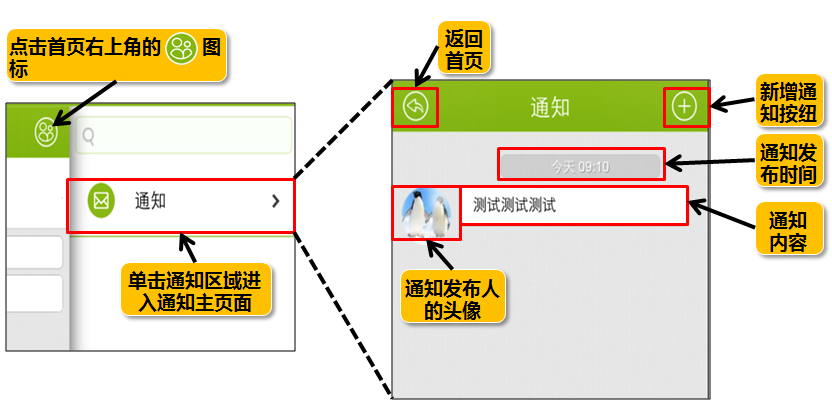 点击首页右上角的 图
标
通知
单击通知区域进
入通知主页面
返回
首页
通知
新增通
知按纽
今天 09:10
通知发
布时间
测试测试测试
通知
内容
通知发布人
的头像